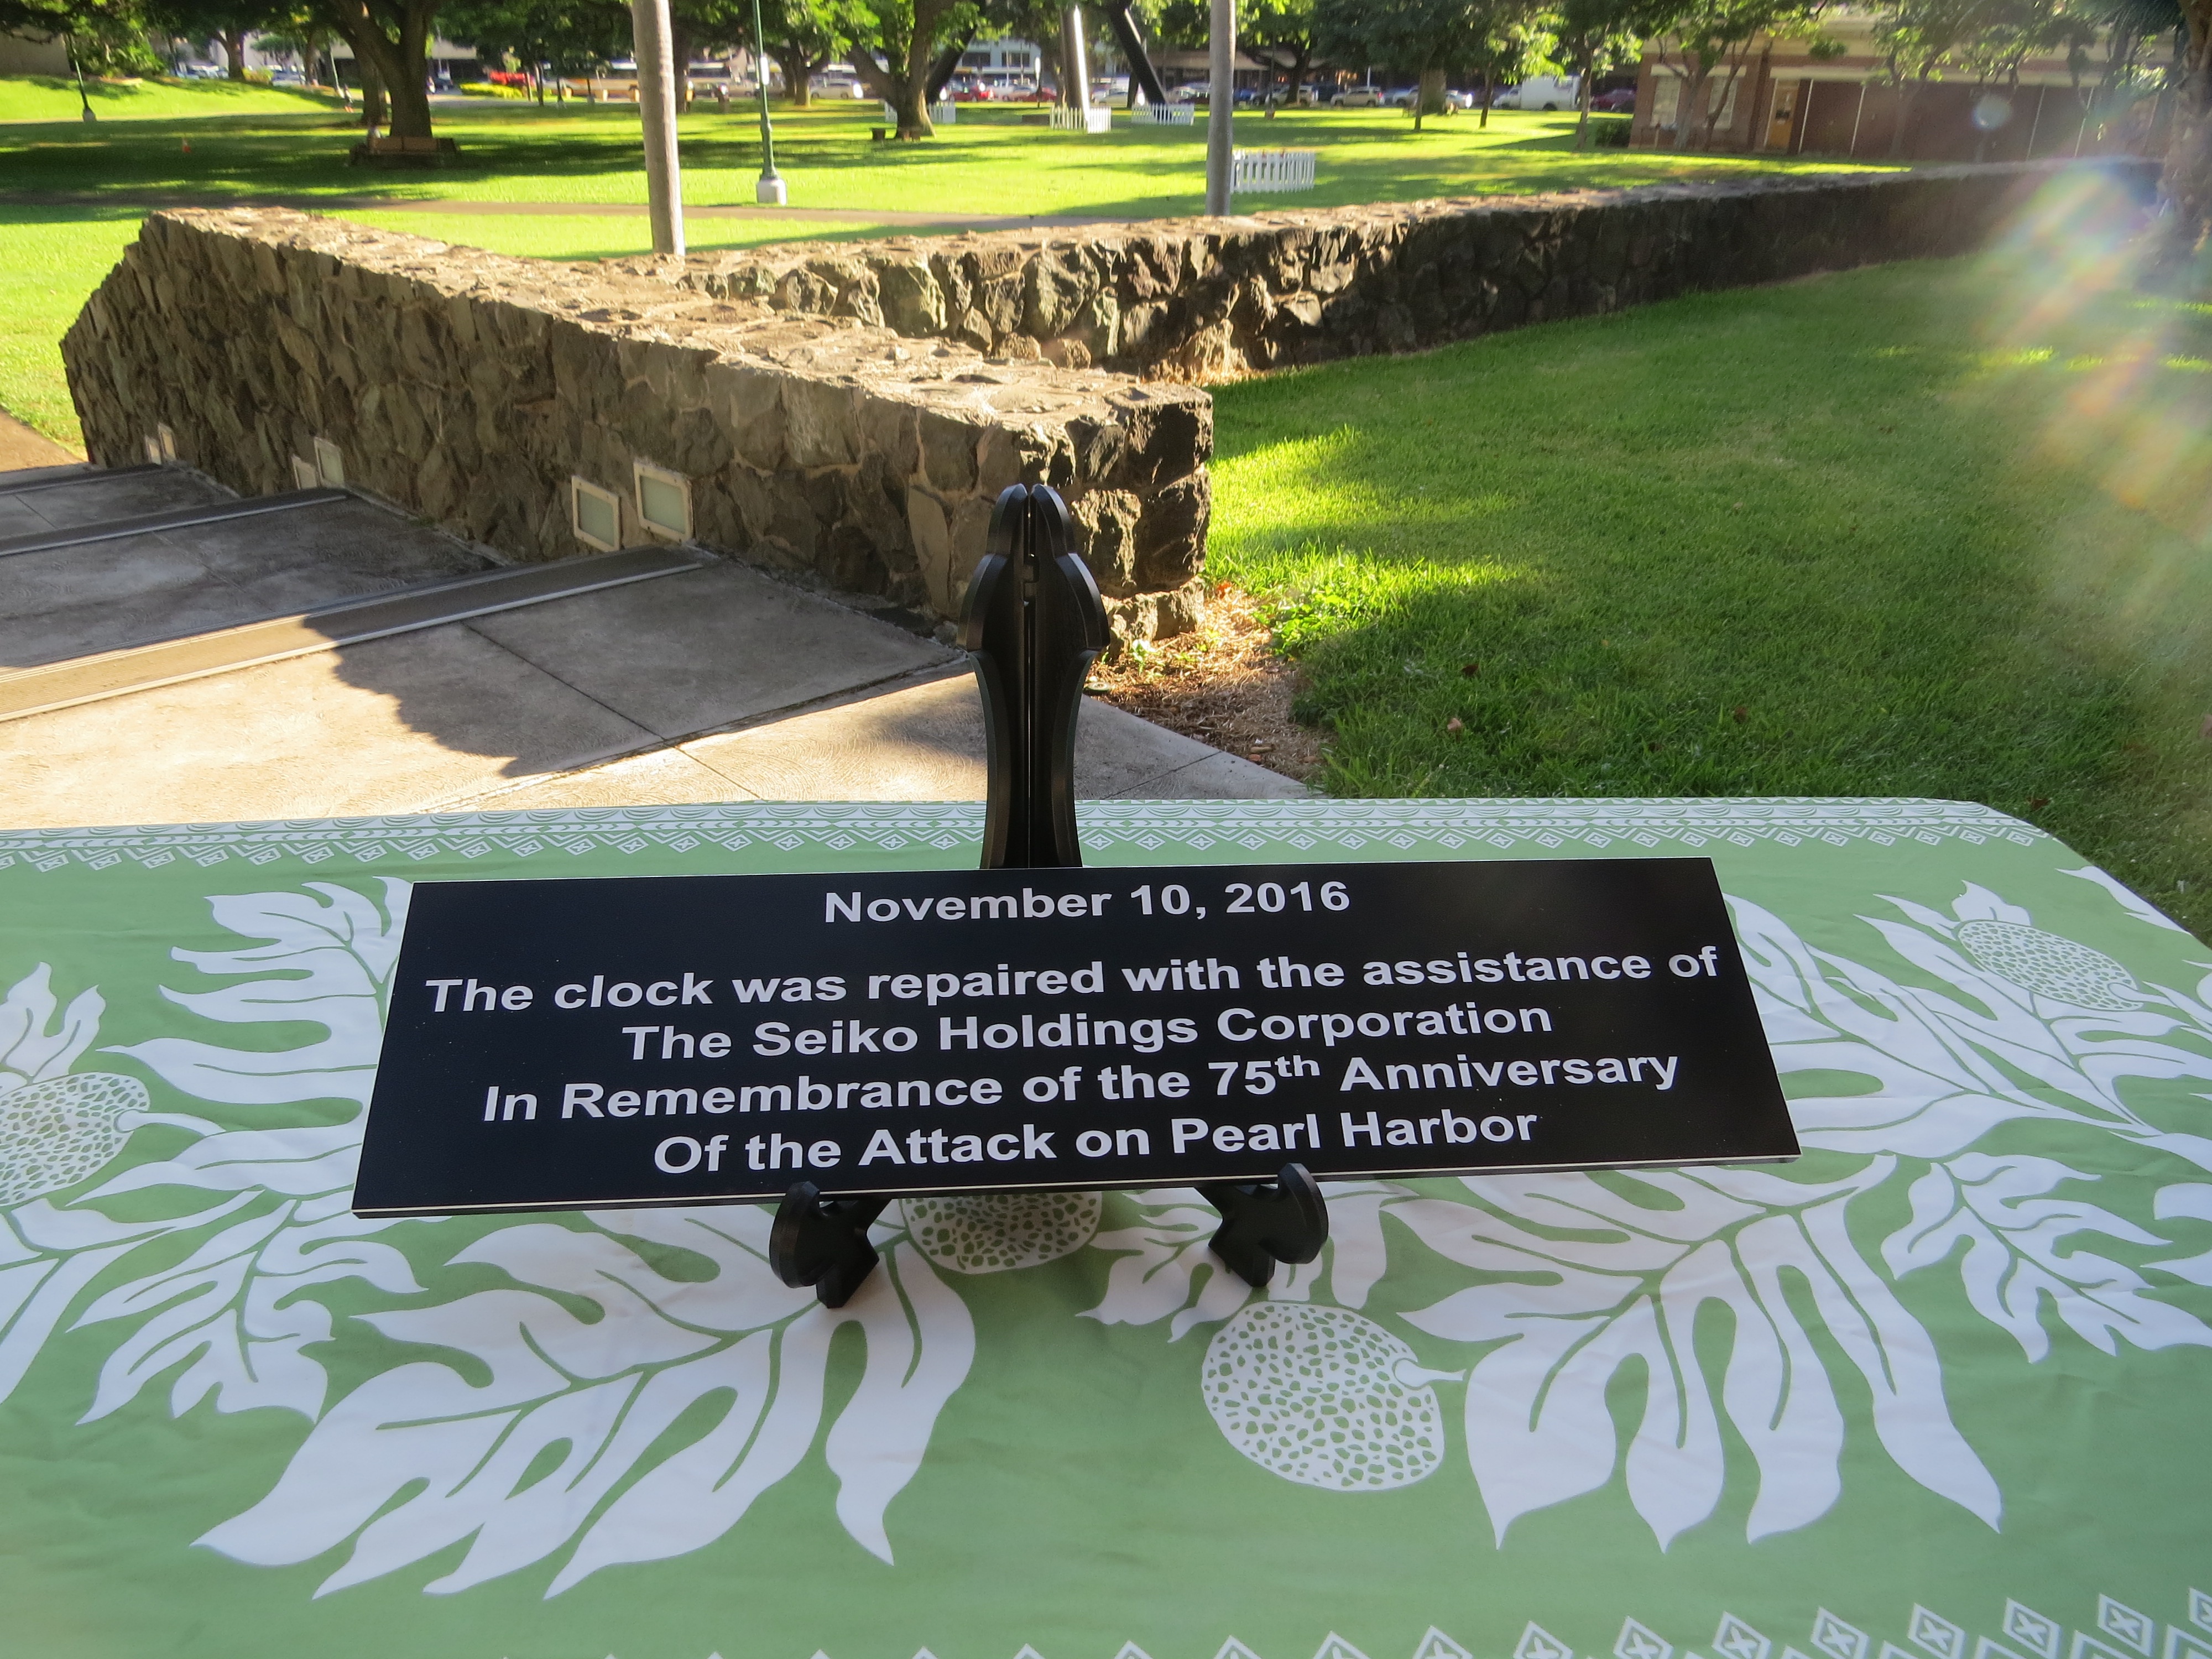 November 10, 2016
The clock was repaired with the assistance of
The Seiko Holdings Corporation
In Remembrance of the 75th Anniversary
Of the Attack on Pearl Harbor